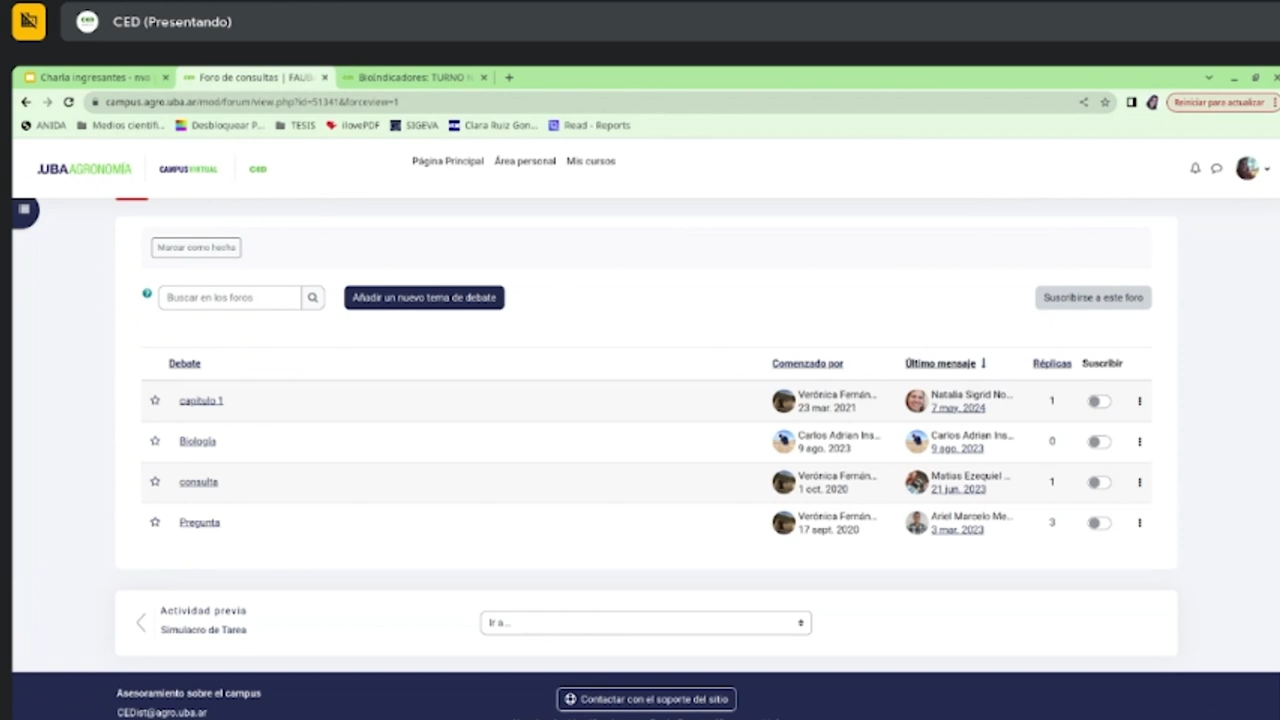 CED (Presentando)
Charla ingresantes - mvo
Foro de consultas | FAUB
BioIndicadores: TURNO
campus.agro.uba.ar/mod/forum/view.php?id=51341&forceview=1
Reiniciar para actualizar
ANIDA Medios científi... Desbloquear P... TESIS ilovePDF SIGEVA Clara Ruiz Gon... Read - Reports
.UBAAGRONOMÍA CAMPUSVIRTUAL CED
Página Principal Área personal Mis cursos
Marcar como hecha
Buscar en los foros
Añadir un nuevo tema de debate
Suscribirse a este foro
Debate Comenzado por Último mensaje ↓ Réplicas Suscribir
capitulo 1 Verónica Fernán... Natalia Sigrid No... 1
23 mar. 2021 7 may. 2024
Biología Carlos Adrian Ins... Carlos Adrian Ins... 0
9 ago. 2023 9 ago. 2023
consulta Verónica Fernán... Matias Ezequiel ... 1
1 oct. 2020 21 jun. 2023
Pregunta Verónica Fernán... Ariel Marcelo Me... 3
17 sept. 2020 3 mar. 2023
Actividad previa
Simulacro de Tarea
Ir a...
Asesoramiento sobre el campus
CEDist@agro.uba.ar
Contactar con el soporte del sitio